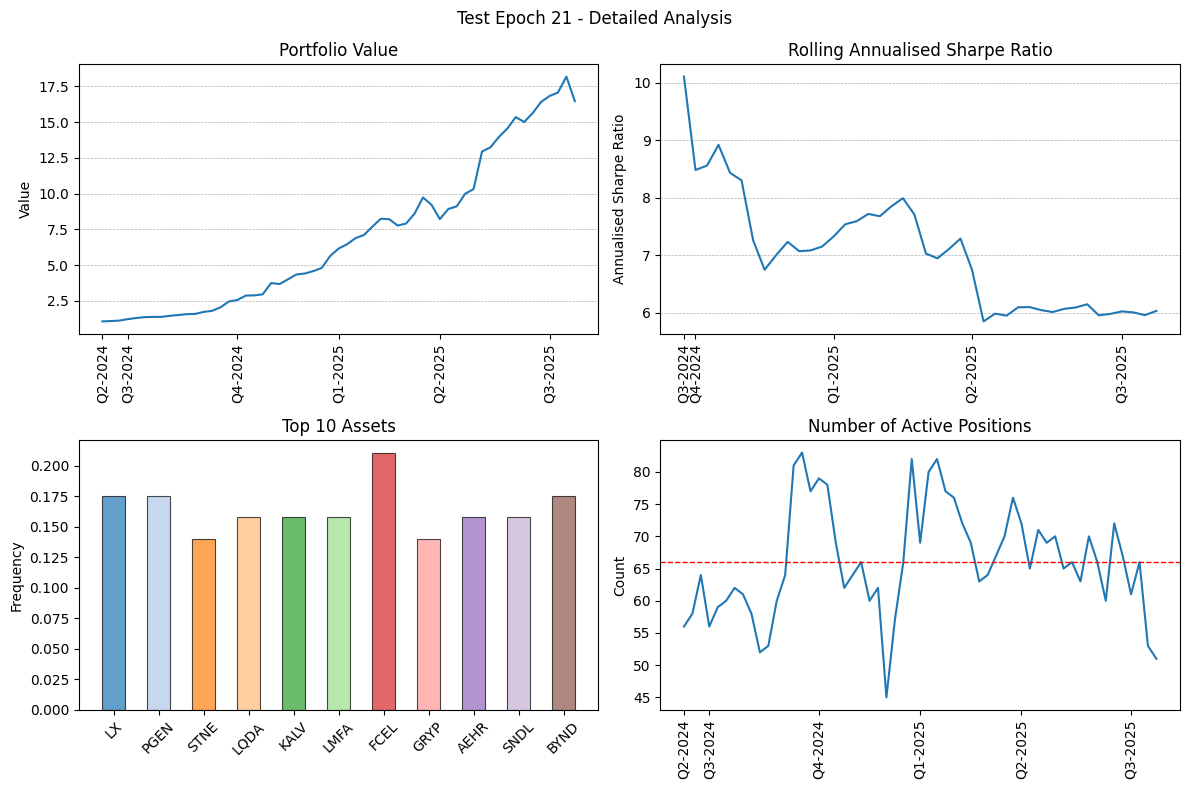 Test Epoch 21 - Detailed Analysis
Portfolio Value
Value
17.5
15.0
12.5
10.0
7.5
5.0
2.5
Q2-2024
Q3-2024
Q4-2024
Q1-2025
Q2-2025
Q3-2025
Rolling Annualised Sharpe Ratio
Annualised Sharpe Ratio
10
9
8
7
6
Q3-2024
Q4-2024
Q1-2025
Q2-2025
Q3-2025
Top 10 Assets
Frequency
0.200
0.175
0.150
0.125
0.100
0.075
0.050
0.025
0.000
LX
PGEN
STNE
LQDA
KALV
LMFA
FCEL
GRYP
AEHR
SNDL
BYND
Number of Active Positions
Count
80
75
70
65
60
55
50
45
Q2-2024
Q3-2024
Q4-2024
Q1-2025
Q2-2025
Q3-2025